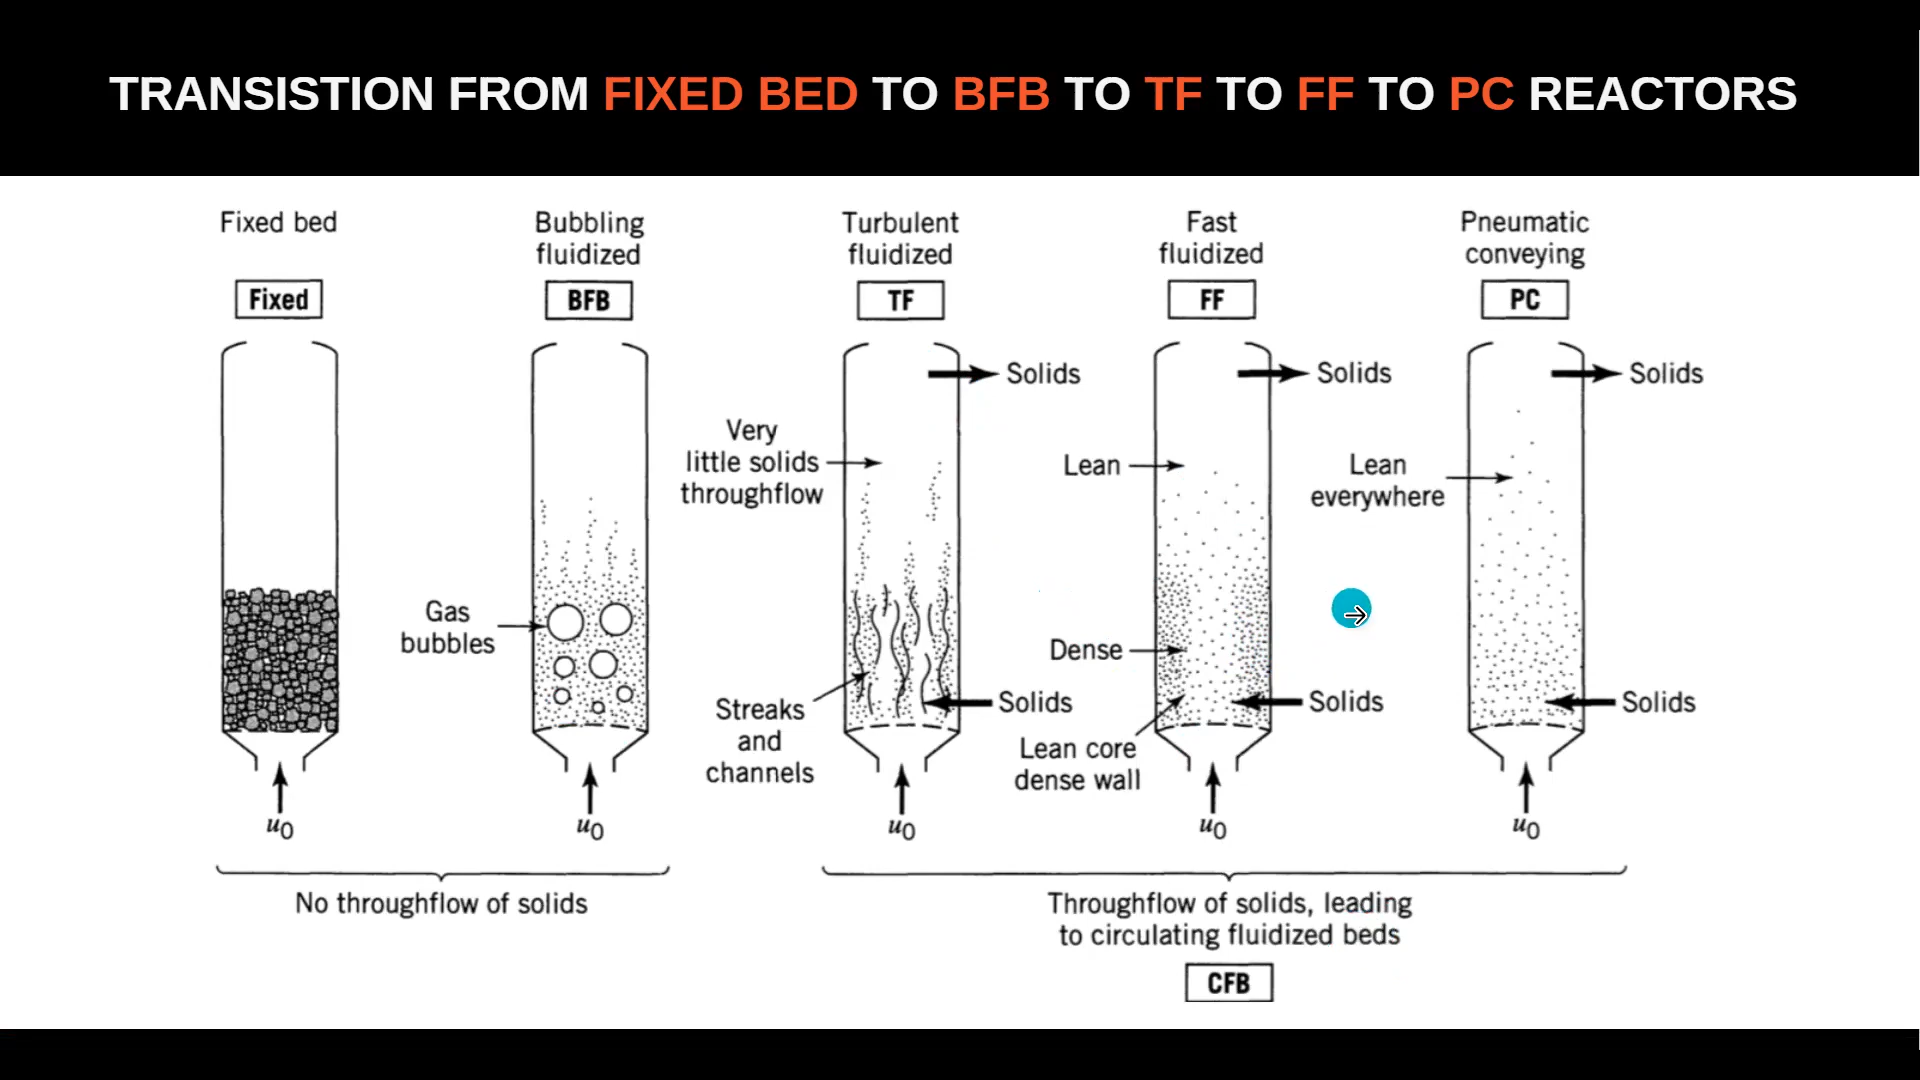 TRANSISTION FROM FIXED BED TO BFB TO TF TO FF TO PC REACTORS
Fixed bed
Fixed
u0
Bubbling
fluidized
BFB
Gas
bubbles
u0
No throughflow of solids
Turbulent
fluidized
TF
Solids
Very
little solids
throughflow
Streaks
and
channels
Solids
u0
Fast
fluidized
FF
Solids
Lean
Dense
Lean core
dense wall
Solids
u0
Pneumatic
conveying
PC
Solids
Lean
everywhere
Solids
u0
Throughflow of solids, leading
to circulating fluidized beds
CFB